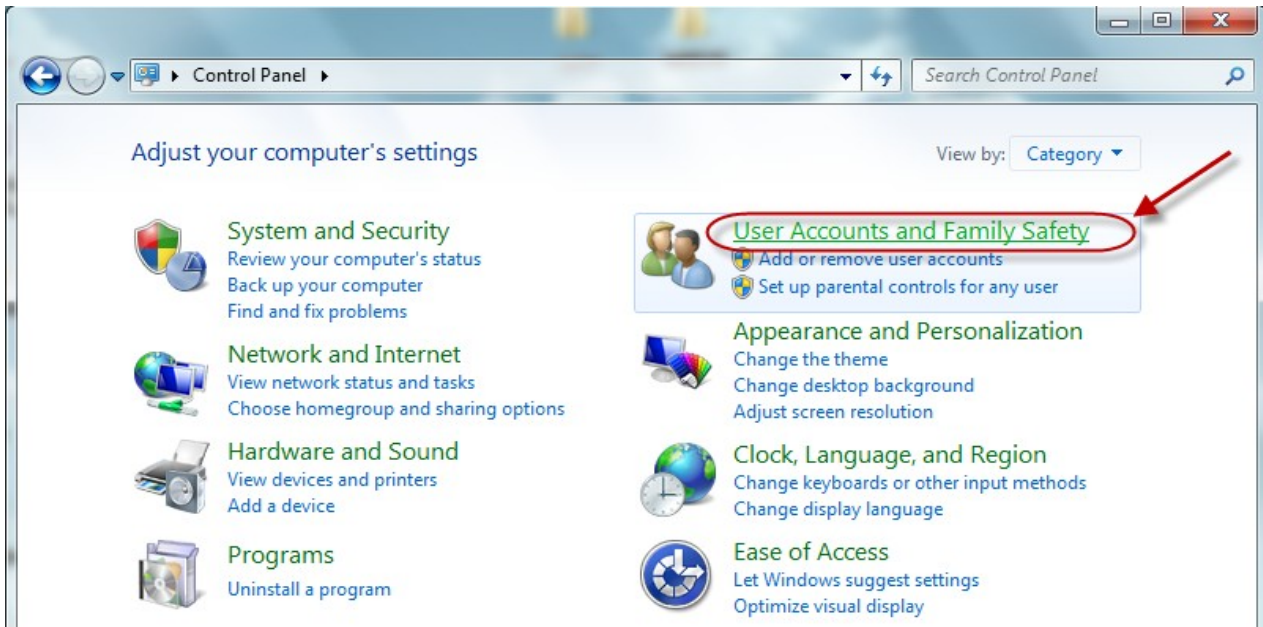 Control Panel
Search Control Panel
Adjust your computer's settings
View by: Category
System and Security
Review your computer's status
Back up your computer
Find and fix problems
Network and Internet
View network status and tasks
Choose homegroup and sharing options
Hardware and Sound
View devices and printers
Add a device
Programs
Uninstall a program
User Accounts and Family Safety
Add or remove user accounts
Set up parental controls for any user
Appearance and Personalization
Change the theme
Change desktop background
Adjust screen resolution
Clock, Language, and Region
Change keyboards or other input methods
Change display language
Ease of Access
Let Windows suggest settings
Optimize visual display